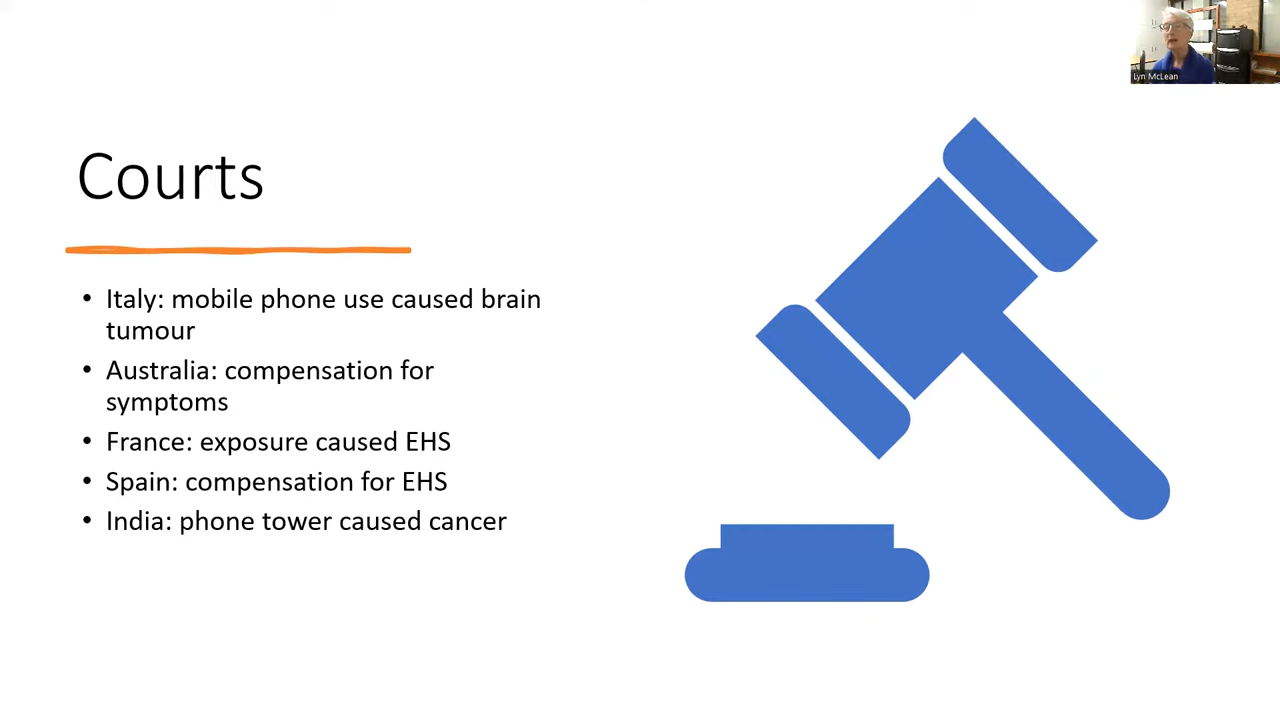 Lyn McLean
Courts
• Italy: mobile phone use caused brain
tumour
• Australia: compensation for
symptoms
• France: exposure caused EHS
• Spain: compensation for EHS
• India: phone tower caused cancer